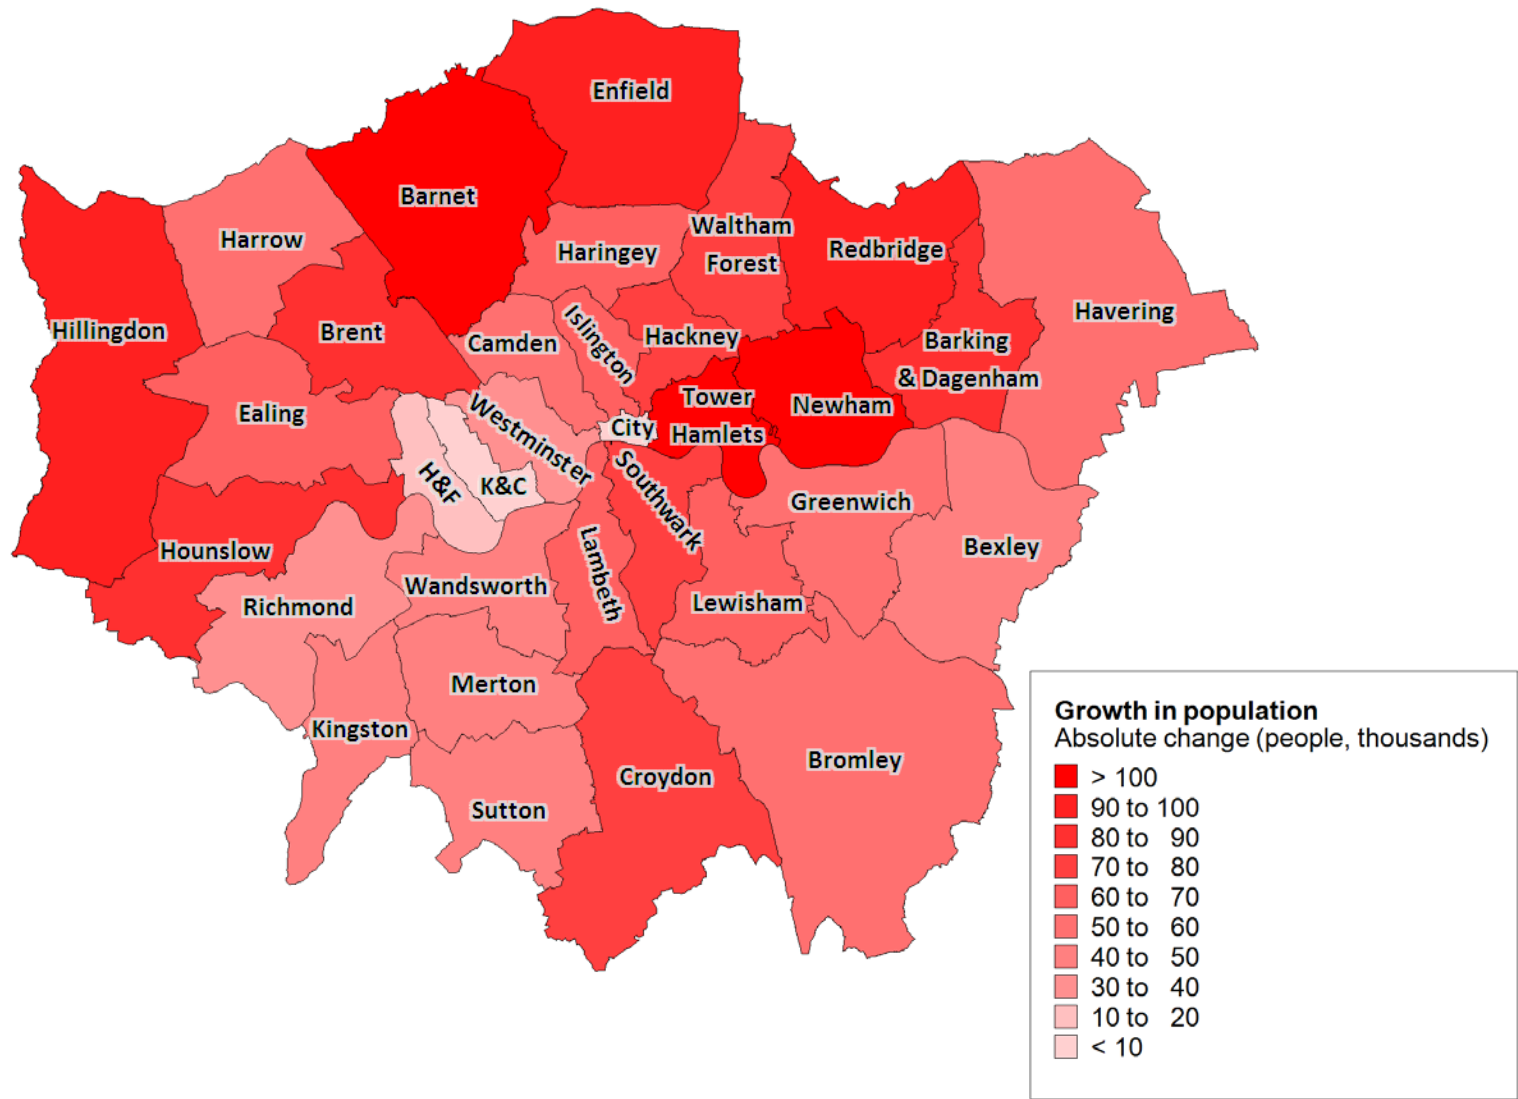 Enfield
Barnet
Waltham
Forest
Harrow
Haringey
Redbridge
Havering
Hillingdon
Brent
Camden
Islington
Hackney
Barking
& Dagenham
Ealing
Westminster
City
Tower
Hamlets
Newham
H&F
K&C
Southwark
Greenwich
Hounslow
Bexley
Richmond
Wandsworth
Lambeth
Lewisham
Merton
Kingston
Bromley
Croydon
Sutton
Growth in population
Absolute change (people, thousands)
> 100
90 to 100
80 to 90
70 to 80
60 to 70
50 to 60
40 to 50
30 to 40
10 to 20
< 10